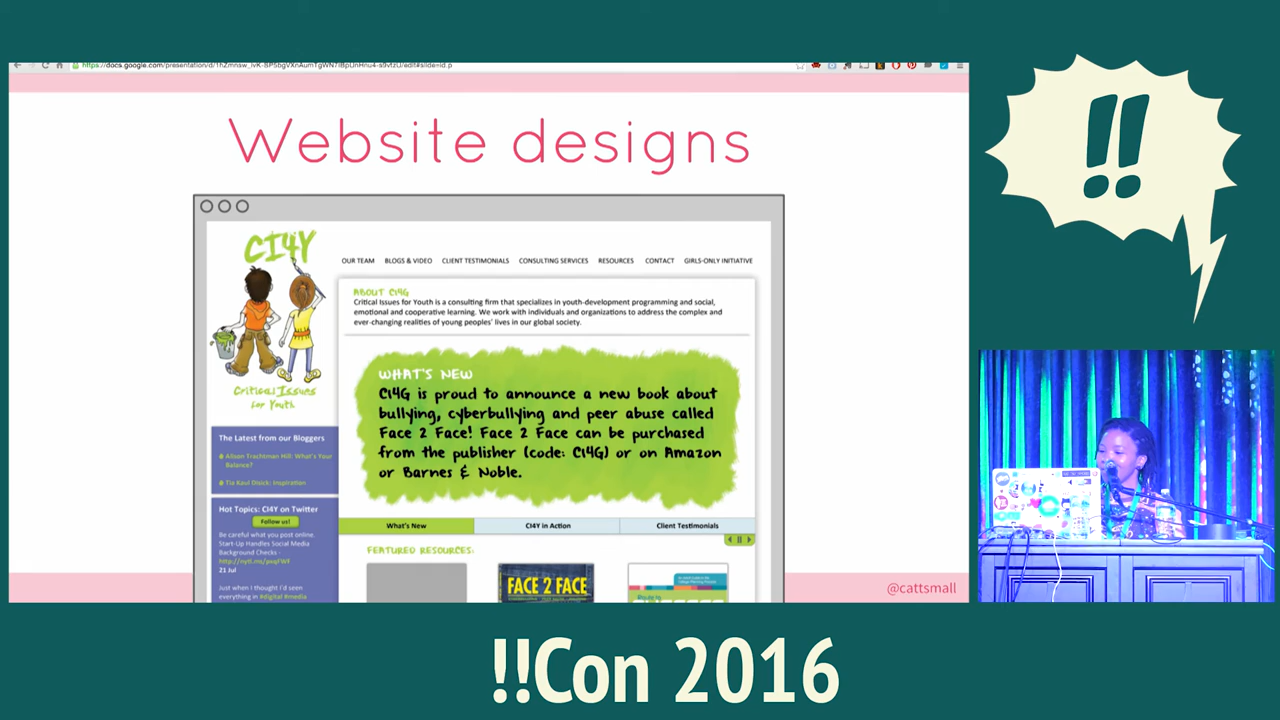 Website designs
CI4Y
OUR TEAM BLOGS & VIDEO CLIENT TESTIMONIALS CONSULTING SERVICES RESOURCES CONTACT GIRLS-ONLY INITIATIVE
ABOUT CI4G
Critical Issues for Youth is a consulting firm that specializes in youth-development programming and social,
emotional and cooperative learning. We work with individuals and organizations to address the complex and
ever-changing realities of young peoples' lives in our global society.
Critical Issues
for Youth
WHAT'S NEW
CI4G is proud to announce a new book about
bullying, cyberbullying and peer abuse called
Face 2 Face! Face 2 Face can be purchased
from the publisher (code: CI4G) or on Amazon
or Barnes & Noble.
The Latest from our Bloggers
Alison Trachtman Hill: What's Your
Balance?
Tia Kaul Disick: Inspiration
Hot Topics: CI4Y on Twitter
Follow us!
Be careful what you post online.
Start-Up Handles Social Media
Background Checks -
21 Jul
Just when I thought I'd seen
everything in #digital #media
What's New CI4Y in Action Client Testimonials
FEATURED RESOURCES:
FACE 2 FACE
@cattsmall
!!
!!Con 2016